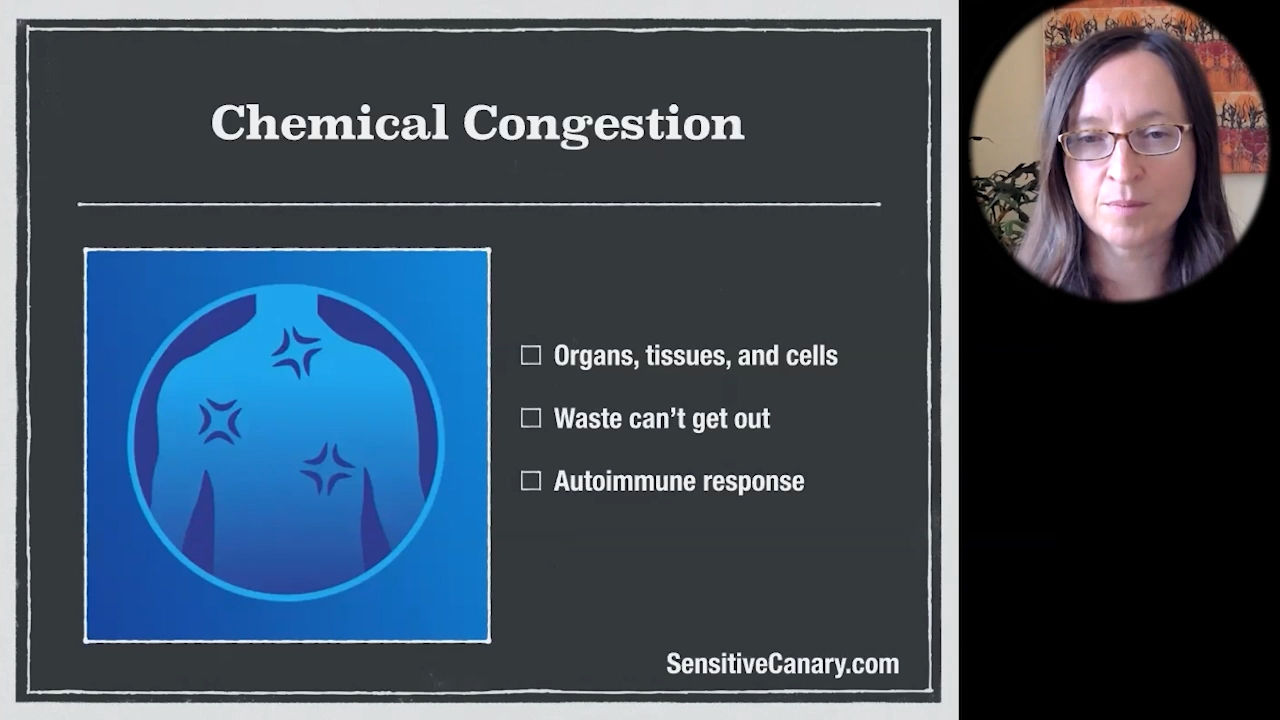 Chemical Congestion
Organs, tissues, and cells
Waste can’t get out
Autoimmune response
SensitiveCanary.com